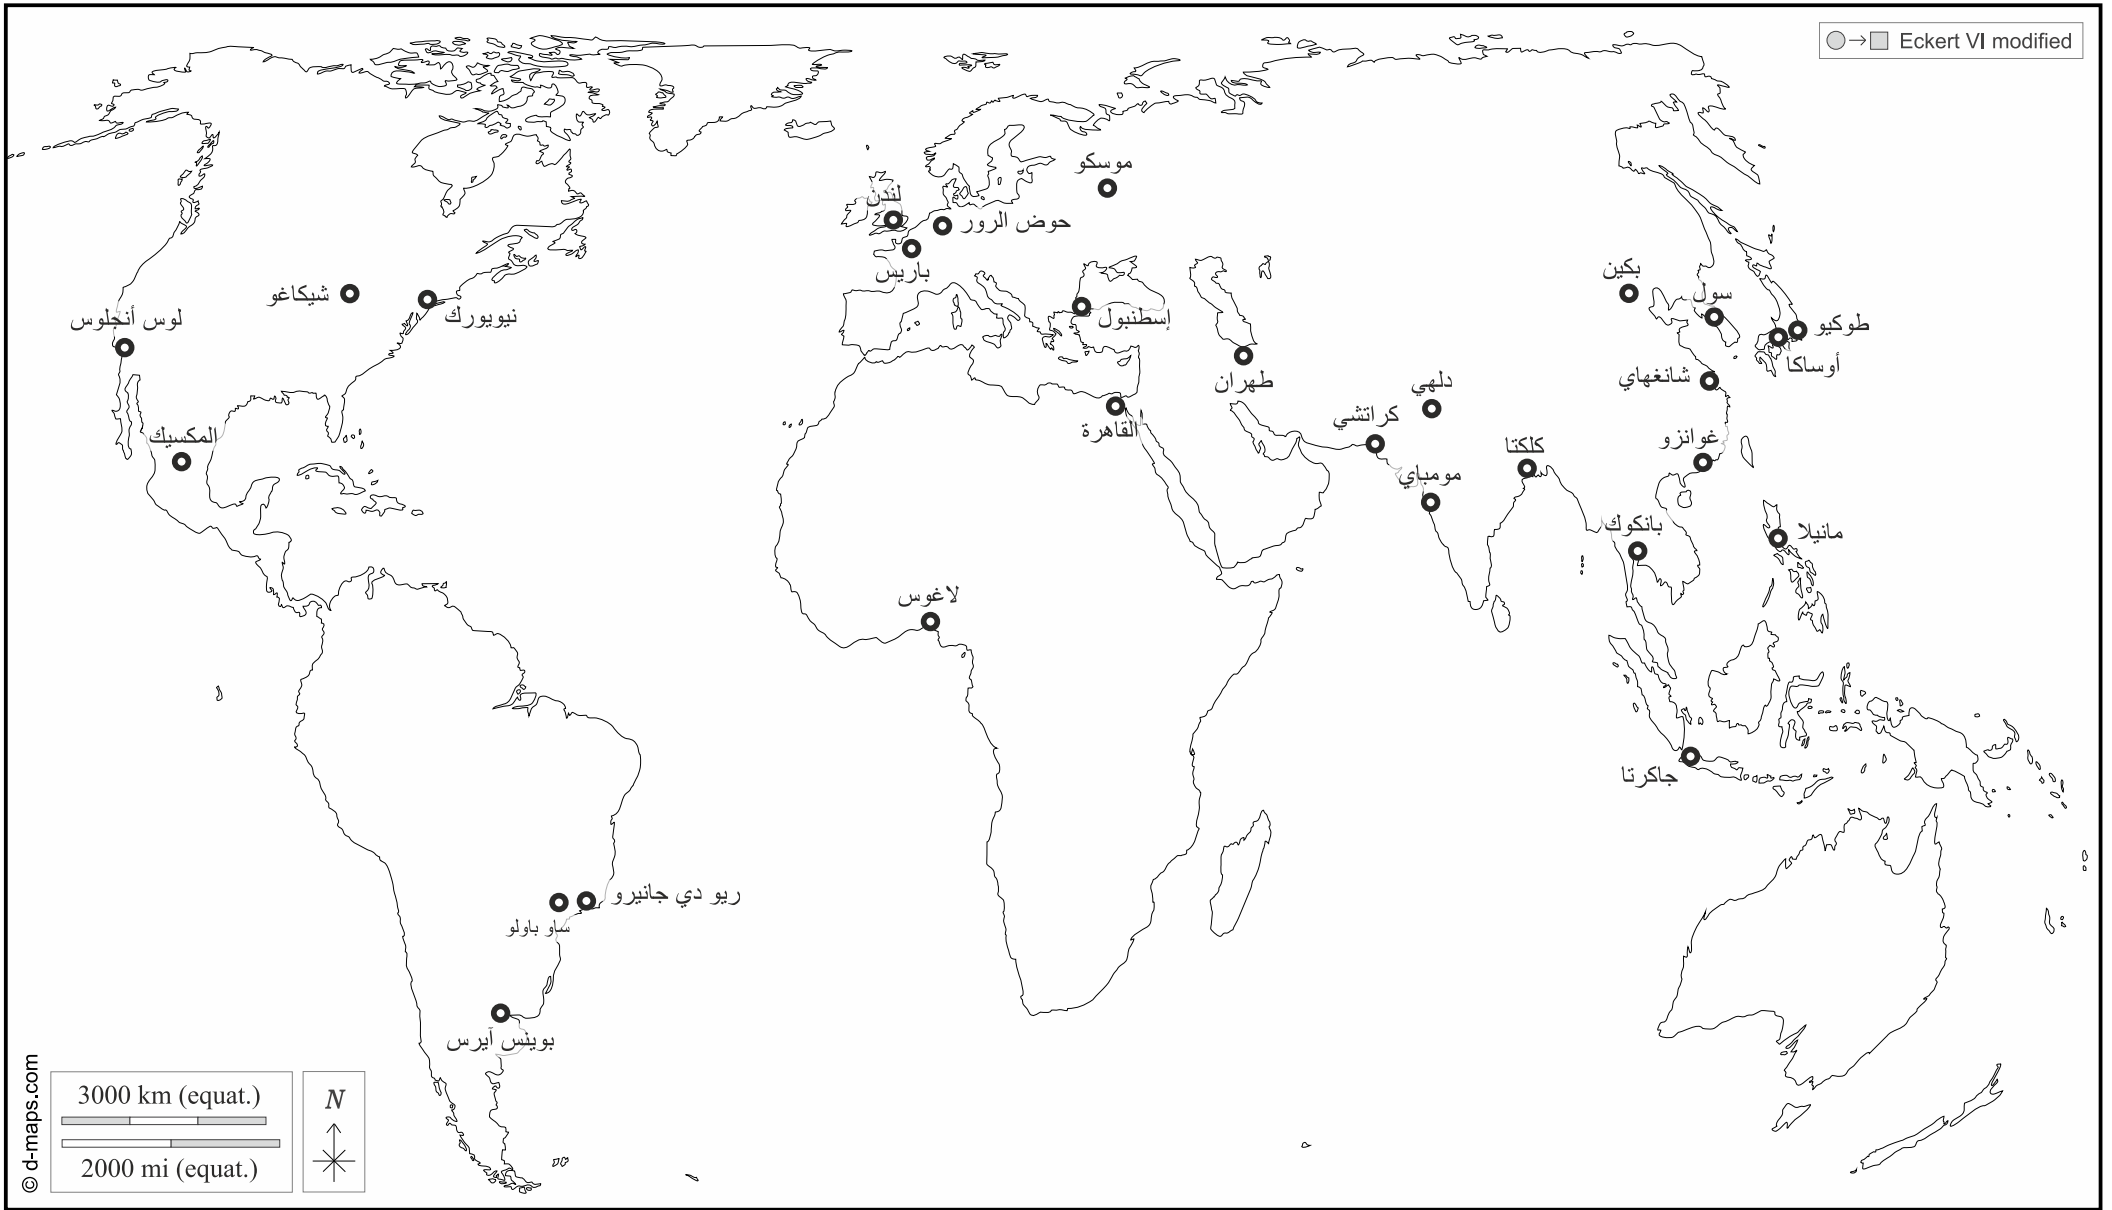 Eckert VI modified
موسكو
لندن
حوض الرور
باريس
بكين
شيكاغو
سول
نيويورك
لوس أنجلوس
إسطنبول
طوكيو
أوساكا
طهران
دلهي
شانغهاي
كراتشي
القاهرة
المكسيك
غوانزو
كلكتا
مومباي
بانكوك
مانيلا
لاغوس
جاكرتا
ريو دي جانيرو
ساو باولو
بوينس آيرس
© d-maps.com
3000 km (equat.)
2000 mi (equat.)
N